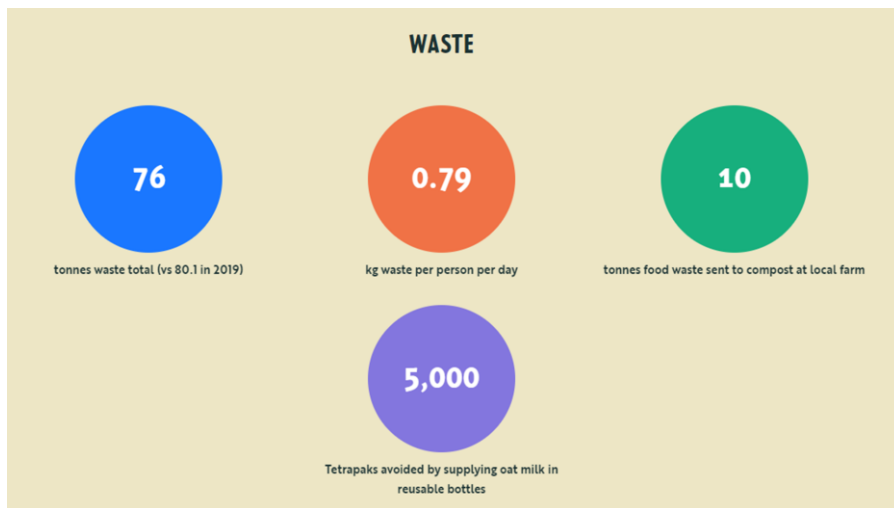 WASTE
76
tonnes waste total (vs 80.1 in 2019)
0.79
kg waste per person per day
10
tonnes food waste sent to compost at local farm
5,000
Tetrapaks avoided by supplying oat milk in
reusable bottles